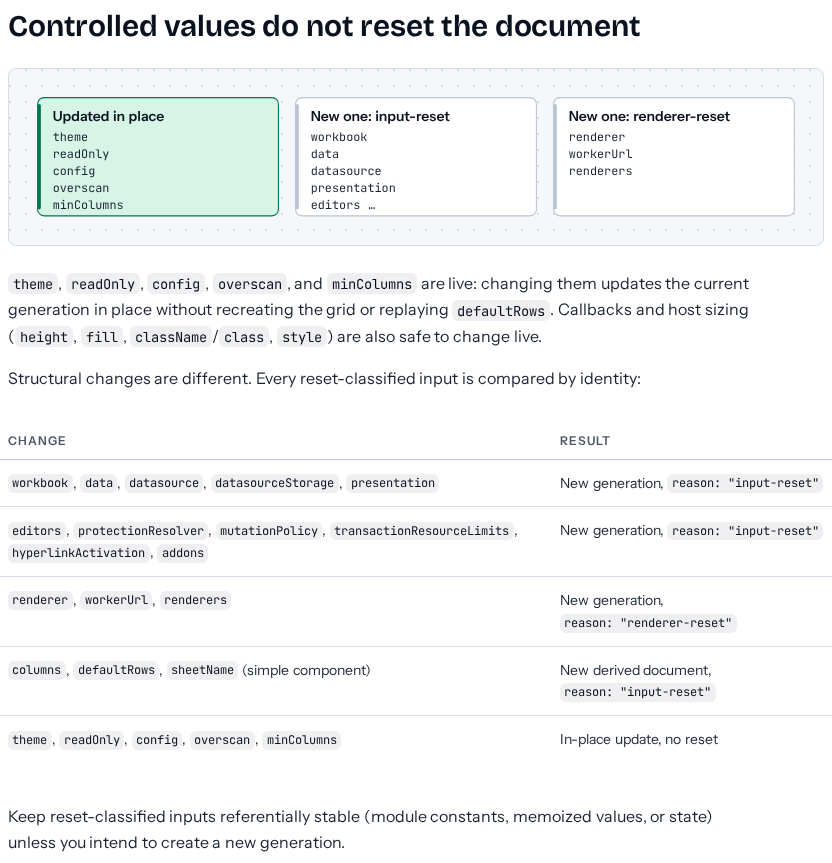 Controlled values do not reset the document
Updated in place
theme
readOnly
config
overscan
minColumns
New one: input-reset
workbook
data
datasource
presentation
editors …
New one: renderer-reset
renderer
workerUrl
renderers
theme, readOnly, config, overscan, and minColumns are live: changing them updates the current
generation in place without recreating the grid or replaying defaultRows. Callbacks and host sizing
(height, fill, className/class, style) are also safe to change live.
Structural changes are different. Every reset-classified input is compared by identity:
CHANGE RESULT
workbook, data, datasource, datasourceStorage, presentation New generation, reason: "input-reset"
editors, protectionResolver, mutationPolicy, transactionResourceLimits, New generation, reason: "input-reset"
hyperlinkActivation, addons
renderer, workerUrl, renderers New generation,
reason: "renderer-reset"
columns, defaultRows, sheetName (simple component) New derived document,
reason: "input-reset"
theme, readOnly, config, overscan, minColumns In-place update, no reset
Keep reset-classified inputs referentially stable (module constants, memoized values, or state)
unless you intend to create a new generation.